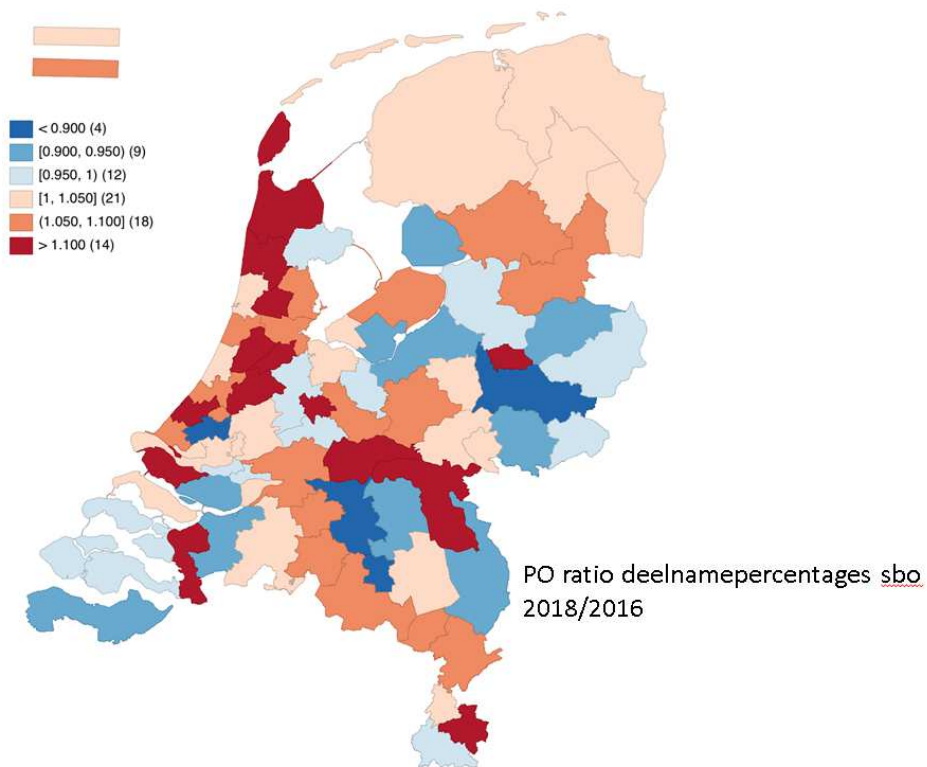 < 0.900 (4)
[0.900, 0.950) (9)
[0.950, 1) (12)
[1, 1.050] (21)
(1.050, 1.100] (18)
> 1.100 (14)
PO ratio deelnamepercentages sbo
2018/2016